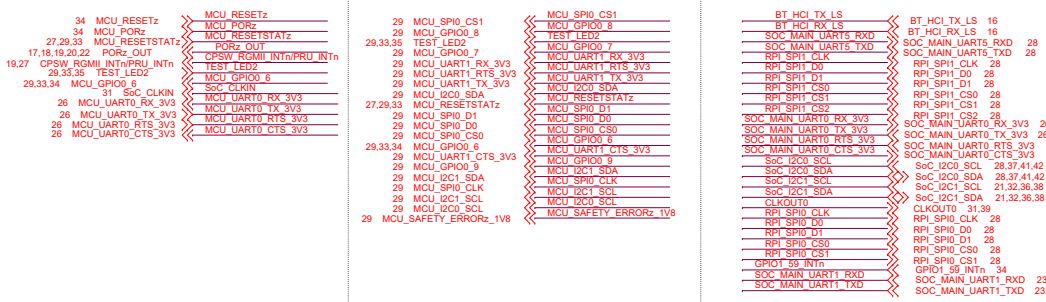 34 MCU_RESETz MCU_RESETz
34 MCU_PORz MCU_PORz
27,29,33 MCU_RESETSTATz MCU_RESETSTATz
17,18,19,20,22 PORz_OUT PORz_OUT
19,27 CPSW_RGMII_INTn/PRU_INTn CPSW_RGMII_INTn/PRU_INTn
29,33,35 TEST_LED2 TEST_LED2
29,33,34 MCU_GPIO0_6 MCU_GPIO0_6
31 SoC_CLKIN SoC_CLKIN
26 MCU_UART0_RX_3V3 MCU_UART0_RX_3V3
26 MCU_UART0_TX_3V3 MCU_UART0_TX_3V3
26 MCU_UART0_RTS_3V3 MCU_UART0_RTS_3V3
26 MCU_UART0_CTS_3V3 MCU_UART0_CTS_3V3
29 MCU_SPI0_CS1 MCU_SPI0_CS1
29 MCU_GPIO0_8 MCU_GPIO0_8
29,33,35 TEST_LED2 TEST_LED2
29 MCU_GPIO0_7 MCU_GPIO0_7
29 MCU_UART1_RX_3V3 MCU_UART1_RX_3V3
29 MCU_UART1_RTS_3V3 MCU_UART1_RTS_3V3
29 MCU_UART1_TX_3V3 MCU_UART1_TX_3V3
29 MCU_I2C0_SDA MCU_I2C0_SDA
27,29,33 MCU_RESETSTATz MCU_RESETSTATz
29 MCU_SPI0_D1 MCU_SPI0_D1
29 MCU_SPI0_D0 MCU_SPI0_D0
29 MCU_SPI0_CS0 MCU_SPI0_CS0
29,33,34 MCU_GPIO0_6 MCU_GPIO0_6
29 MCU_UART1_CTS_3V3 MCU_UART1_CTS_3V3
29 MCU_GPIO0_9 MCU_GPIO0_9
29 MCU_I2C1_SDA MCU_I2C1_SDA
29 MCU_SPI0_CLK MCU_SPI0_CLK
29 MCU_I2C1_SCL MCU_I2C1_SCL
29 MCU_I2C0_SCL MCU_I2C0_SCL
29 MCU_SAFETY_ERRORz_1V8 MCU_SAFETY_ERRORz_1V8
BT_HCI_TX_LS BT_HCI_TX_LS 16
BT_HCI_RX_LS BT_HCI_RX_LS 16
SOC_MAIN_UART5_RXD SOC_MAIN_UART5_RXD 28
SOC_MAIN_UART5_TXD SOC_MAIN_UART5_TXD 28
RPI_SPI1_CLK RPI_SPI1_CLK 28
RPI_SPI1_D0 RPI_SPI1_D0 28
RPI_SPI1_D1 RPI_SPI1_D1 28
RPI_SPI1_CS0 RPI_SPI1_CS0 28
RPI_SPI1_CS1 RPI_SPI1_CS1 28
RPI_SPI1_CS2 RPI_SPI1_CS2 28
SOC_MAIN_UART0_RX_3V3 SOC_MAIN_UART0_RX_3V3
SOC_MAIN_UART0_TX_3V3 SOC_MAIN_UART0_TX_3V3 26
SOC_MAIN_UART0_RTS_3V3 SOC_MAIN_UART0_RTS_3V3
SOC_MAIN_UART0_CTS_3V3 SOC_MAIN_UART0_CTS_3V3
SoC_I2C0_SCL SoC_I2C0_SCL 28,37,41,42
SoC_I2C0_SDA SoC_I2C0_SDA 28,37,41,42
SoC_I2C1_SCL SoC_I2C1_SCL 21,32,36,38
SoC_I2C1_SDA SoC_I2C1_SDA 21,32,36,38
CLKOUT0 CLKOUT0 31,39
RPI_SPI0_CLK RPI_SPI0_CLK 28
RPI_SPI0_D0 RPI_SPI0_D0 28
RPI_SPI0_D1 RPI_SPI0_D1 28
RPI_SPI0_CS0 RPI_SPI0_CS0 28
RPI_SPI0_CS1 RPI_SPI0_CS1 28
GPIO1_59_INTn GPIO1_59_INTn 34
SOC_MAIN_UART1_RXD SOC_MAIN_UART1_RXD 23
SOC_MAIN_UART1_TXD SOC_MAIN_UART1_TXD 23